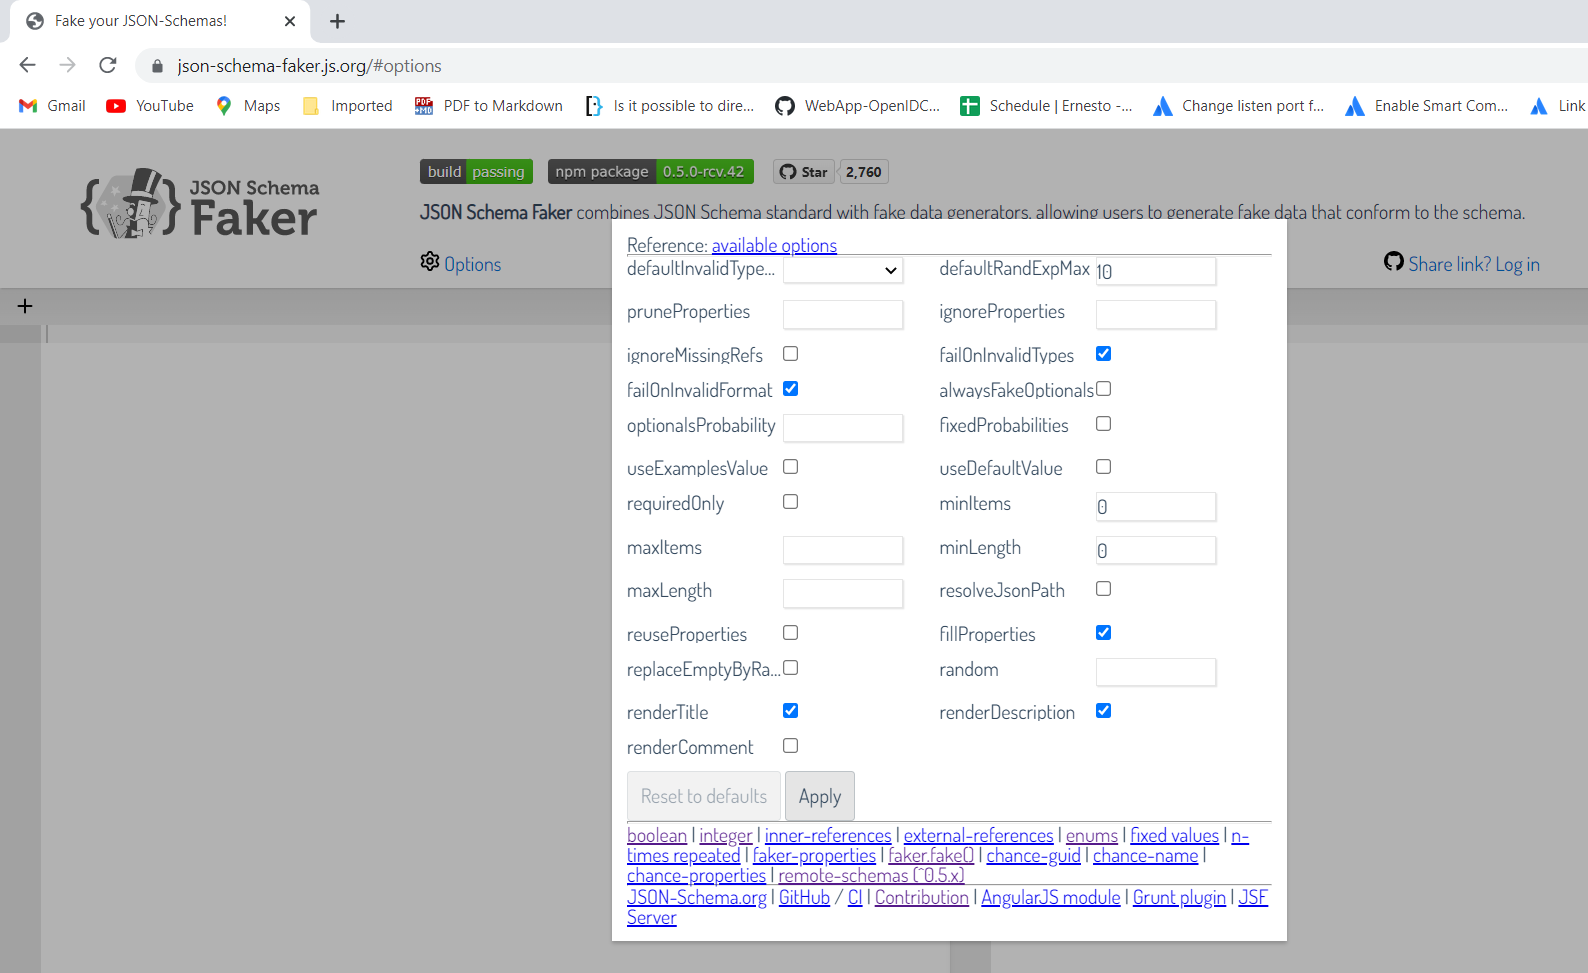 Fake your JSON-Schemas!
json-schema-faker.js.org/#options
Gmail YouTube Maps Imported PDF to Markdown Is it possible to dire... WebApp-OpenIDC... Schedule | Ernesto -... Change listen port f... Enable Smart Com... Link
JSON Schema Faker
build passing npm package 0.5.0-rcv.42 Star 2,760
JSON Schema Faker combines JSON Schema standard with fake data generators, allowing users to generate fake data that conform to the schema.
Options
Share link? Log in
+
Reference: available options
defaultInvalidType... defaultRandExpMax 10
pruneProperties ignoreProperties
ignoreMissingRefs failOnInvalidTypes
failOnInvalidFormat alwaysFakeOptionals
optionalsProbability fixedProbabilities
useExamplesValue useDefaultValue
requiredOnly minItems 0
maxItems minLength 0
maxLength resolveJsonPath
reuseProperties fillProperties
replaceEmptyByRa... random
renderTitle renderDescription
renderComment
Reset to defaults Apply
boolean | integer | inner-references | external-references | enums | fixed values | n-
times repeated | faker-properties | faker.fake() | chance-guid | chance-name |
chance-properties | remote-schemas (^0.5.x)
JSON-Schema.org | GitHub / CI | Contribution | AngularJS module | Grunt plugin | JSF
Server